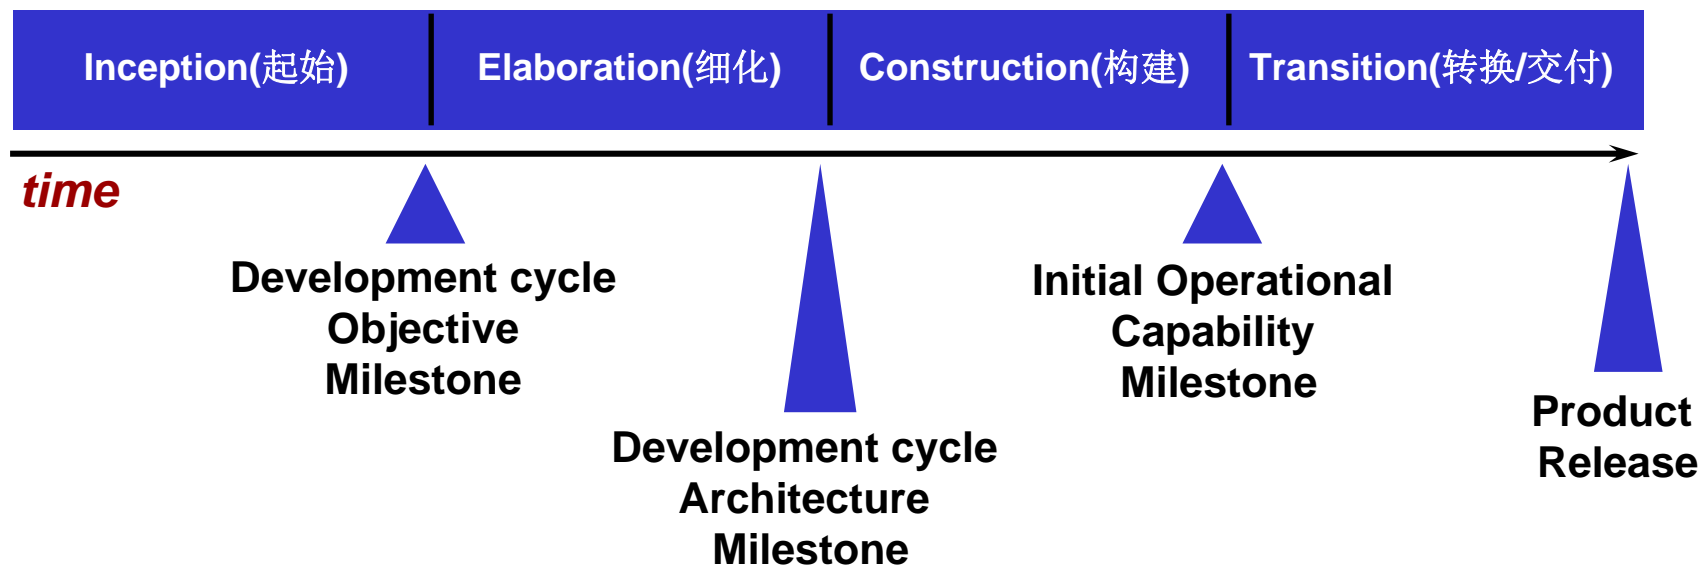 Inception(起始)
Elaboration(细化)
Construction(构建)
Transition(转换/交付)
time
Development cycle
Objective
Milestone
Development cycle
Architecture
Milestone
Initial Operational
Capability
Milestone
Product
Release